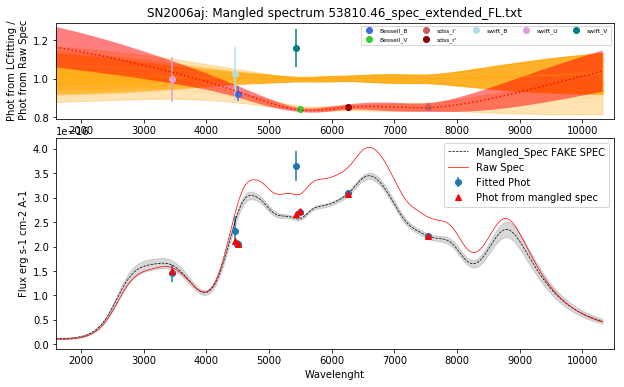 SN2006aj: Mangled spectrum 53810.46_spec_extended_FL.txt
Phot from LCfitting /
Phot from Raw Spec
1.2
1.0
0.8
Bessell_B
Bessell_V
sdss_i'
sdss_r'
swift_B
swift_U
swift_V
2000 3000 4000 5000 6000 7000 8000 9000 10000
Flux erg s-1 cm-2 A-1
4.0
3.5
3.0
2.5
2.0
1.5
1.0
0.5
0.0
Mangled_Spec FAKE SPEC
Raw Spec
Fitted Phot
Phot from mangled spec
2000 3000 4000 5000 6000 7000 8000 9000 10000
Wavelenght